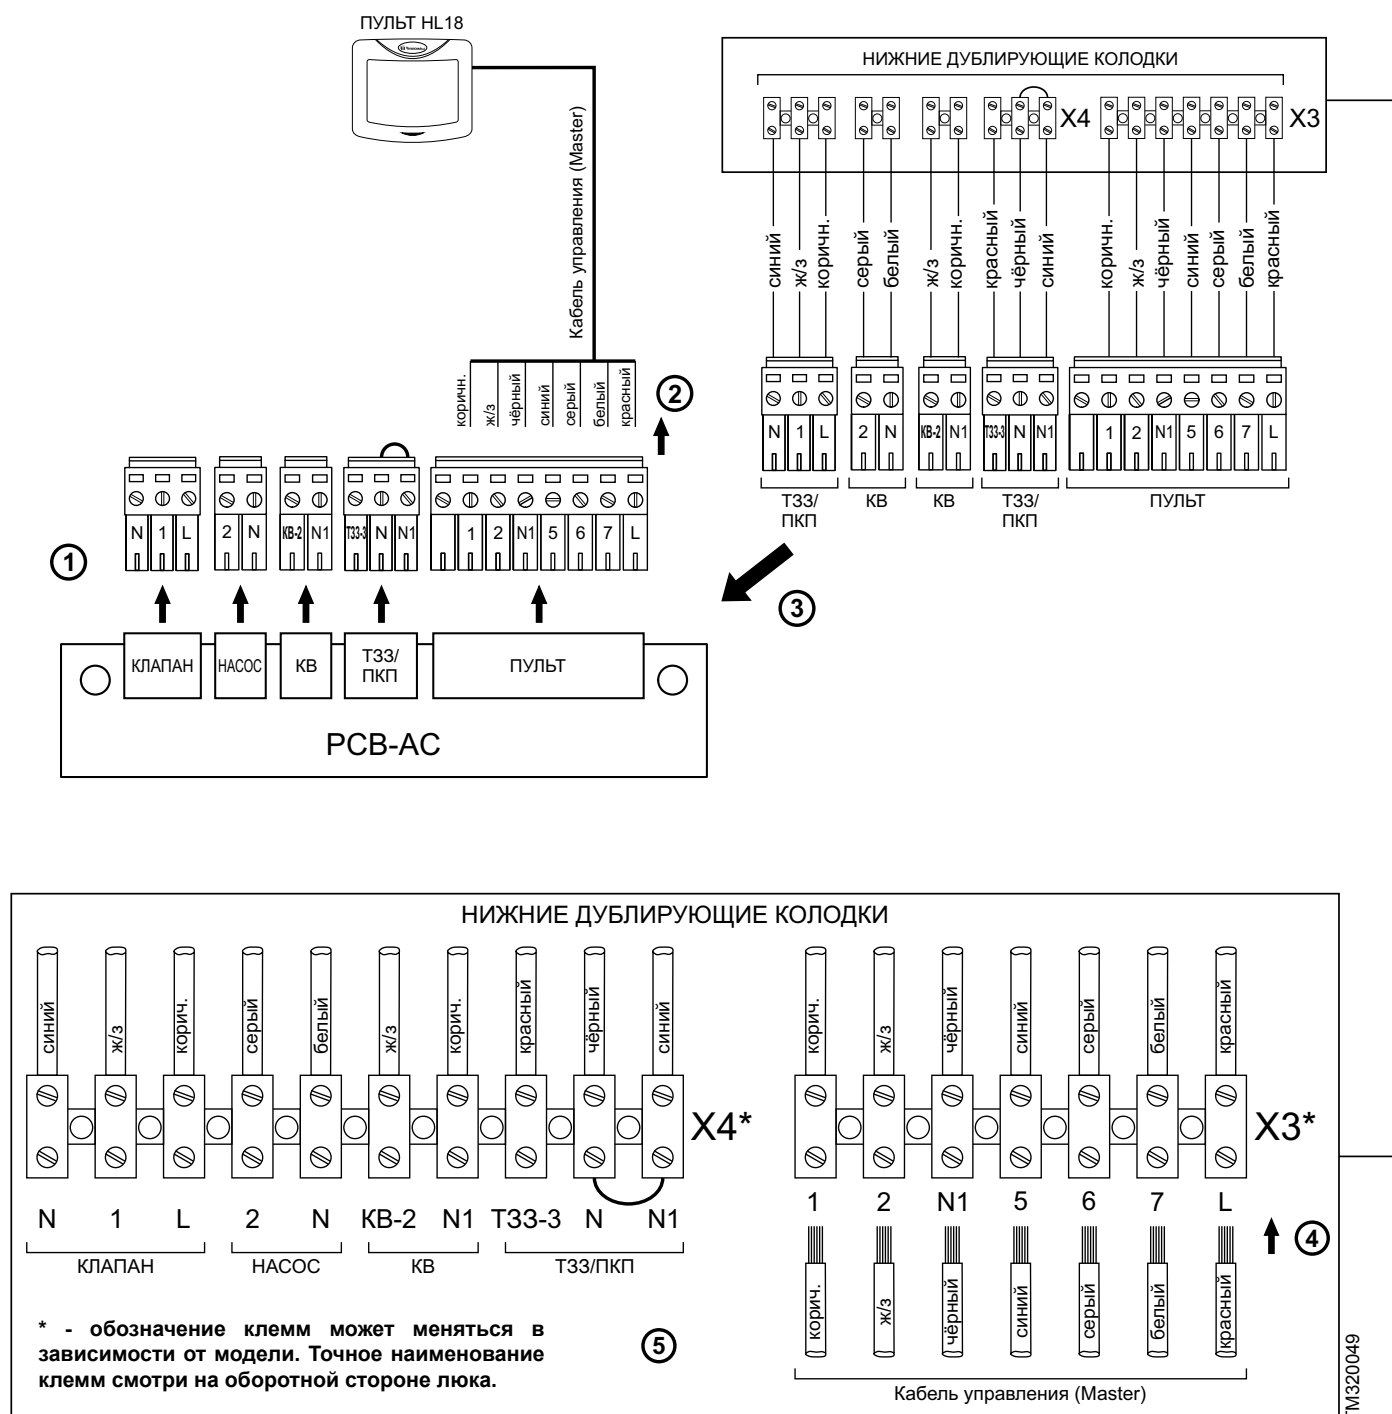 ПУЛЬТ HL18
Кабель управления (Master)
коричн.
ж/з
чёрный
синий
серый
белый
красный
2
НИЖНИЕ ДУБЛИРУЮЩИЕ КОЛОДКИ
X4
X3
синий
ж/з
коричн.
серый
белый
ж/з
коричн.
красный
чёрный
синий
коричн.
ж/з
чёрный
синий
серый
белый
красный
N 1 L
2 N
КВ-2 N1
ТЗЗ-3 N N1
1 2 N1 5 6 7 L
ТЗЗ/
ПКП
КВ
КВ
ТЗЗ/
ПКП
ПУЛЬТ
1
N 1 L
2 N
КВ-2 N1
ТЗЗ-3 N N1
1 2 N1 5 6 7 L
3
КЛАПАН
НАСОС
КВ
ТЗЗ/
ПКП
ПУЛЬТ
PCB-AC
НИЖНИЕ ДУБЛИРУЮЩИЕ КОЛОДКИ
синий
ж/з
корич.
серый
белый
ж/з
корич.
красный
чёрный
синий
X4*
N 1 L 2 N КВ-2 N1 ТЗЗ-3 N N1
КЛАПАН
НАСОС
КВ
ТЗЗ/ПКП
корич.
ж/з
чёрный
синий
серый
белый
красный
X3*
1 2 N1 5 6 7 L
4
корич.
ж/з
чёрный
синий
серый
белый
красный
Кабель управления (Master)
* - обозначение клемм может меняться в
зависимости от модели. Точное наименование
клемм смотри на оборотной стороне люка.
5
TM320049